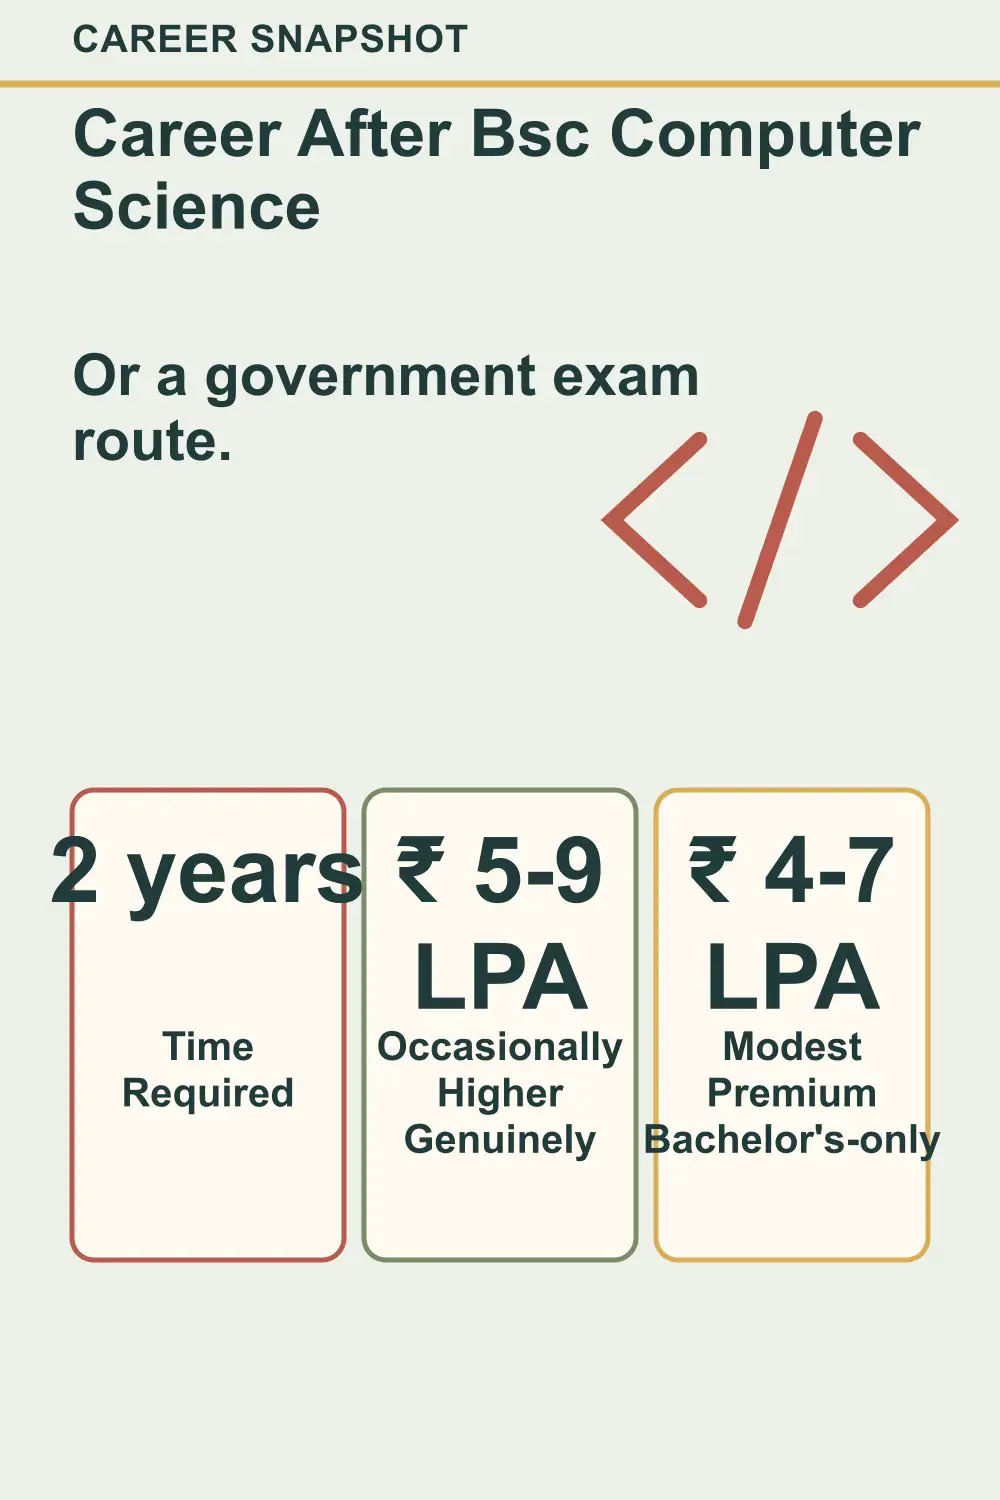 CAREER SNAPSHOT
Career After Bsc Computer
Science
Or a government exam
route.
2 years
Time
Required
₹ 5-9
LPA
Occasionally
Higher
Genuinely
₹ 4-7
LPA
Modest
Premium
Bachelor's-only